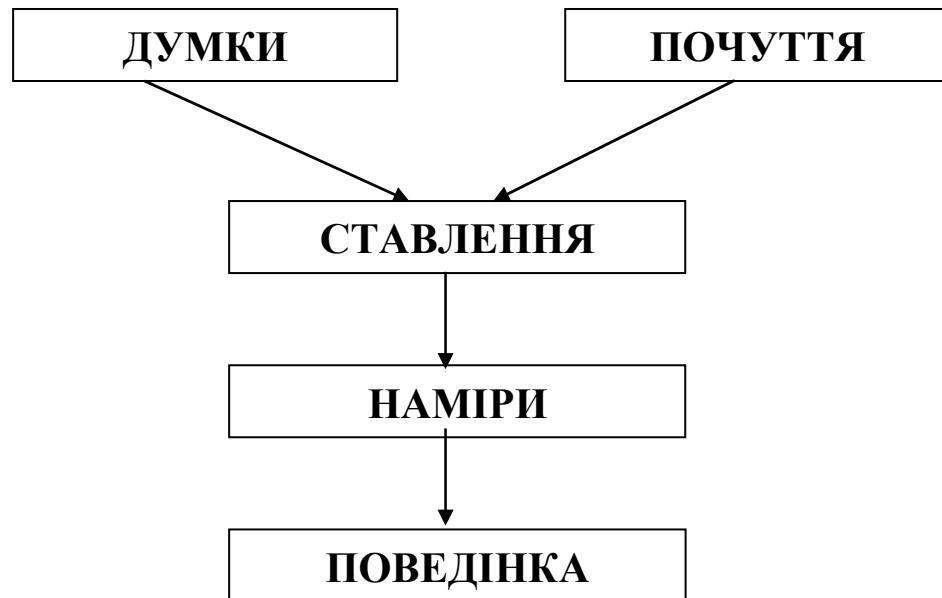 ДУМКИ
ПОЧУТТЯ
СТАВЛЕННЯ
НАМІРИ
ПОВЕДІНКА